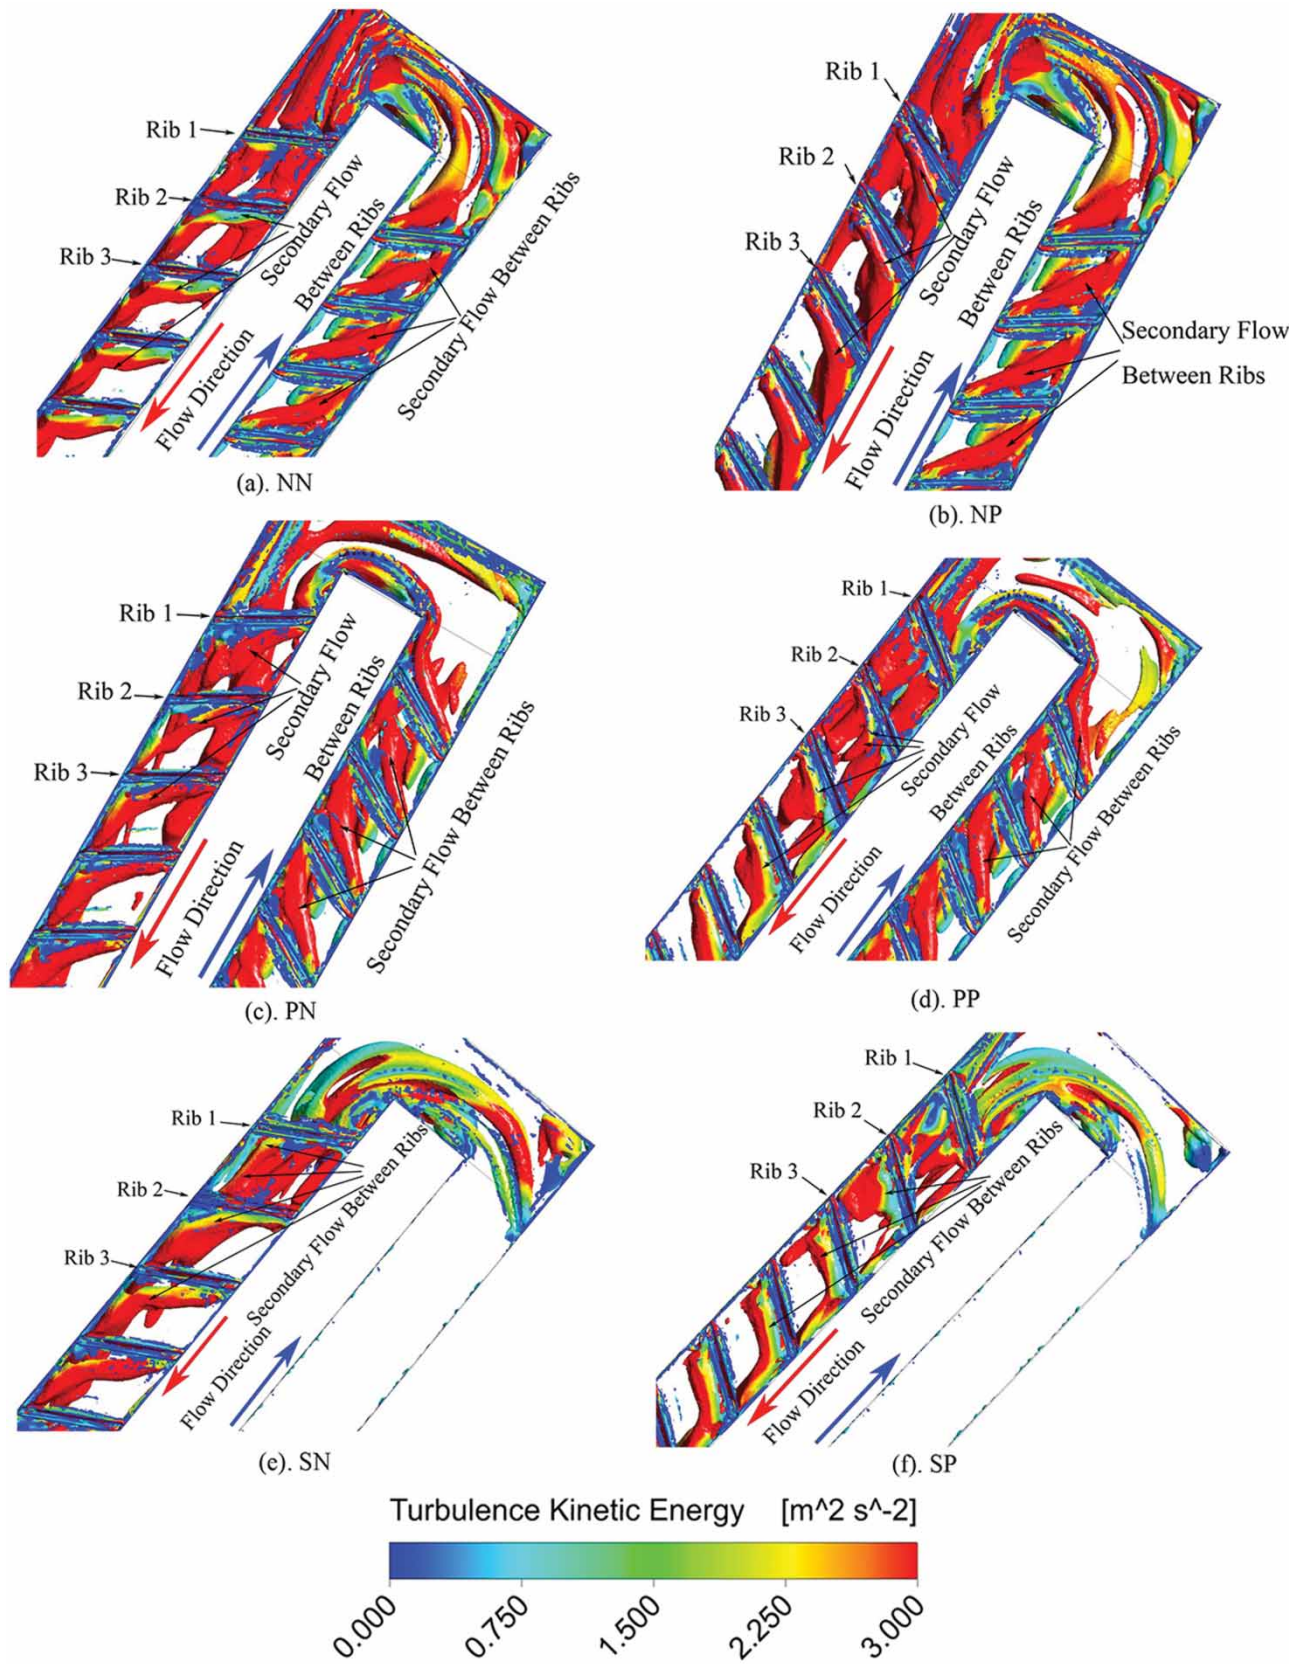 Rib 1
Rib 2
Rib 3
Secondary Flow
Between Ribs
Secondary Flow Between Ribs
Flow Direction
(a). NN
Rib 1
Rib 2
Rib 3
Secondary Flow
Between Ribs
Secondary Flow
Between Ribs
Flow Direction
(b). NP
Rib 1
Rib 2
Rib 3
Secondary Flow
Between Ribs
Secondary Flow Between Ribs
Flow Direction
(c). PN
Rib 1
Rib 2
Rib 3
Secondary Flow
Between Ribs
Secondary Flow Between Ribs
Flow Direction
(d). PP
Rib 1
Rib 2
Rib 3
Secondary Flow Between Ribs
Flow Direction
(e). SN
Rib 1
Rib 2
Rib 3
Secondary Flow Between Ribs
Flow Direction
(f). SP
Turbulence Kinetic Energy [m^2 s^-2]
0.000 0.750 1.500 2.250 3.000